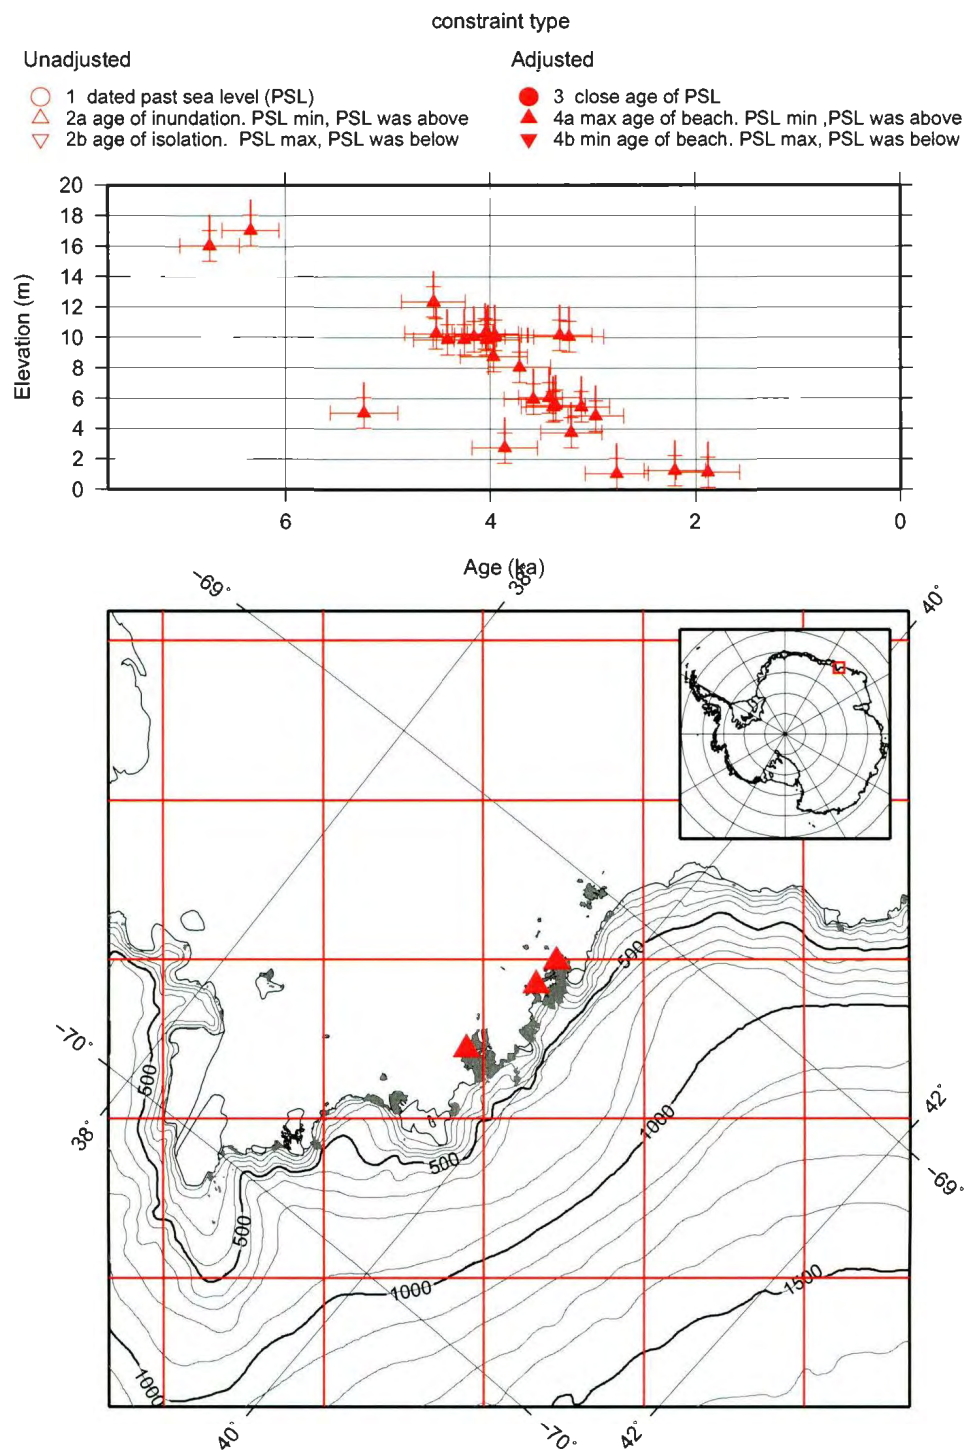 constraint type
Unadjusted
Adjusted
1 dated past sea level (PSL)
3 close age of PSL
2a age of inundation. PSL min, PSL was above
4a max age of beach. PSL min ,PSL was above
2b age of isolation. PSL max, PSL was below
4b min age of beach. PSL max, PSL was below
20
18
16
14
12
10
8
6
4
2
0
Elevation (m)
6 4 2 0
Age (ka)
-69°
38°
40°
500
-70°
500
38°
1000
42°
500
-69°
500
1000
1500
1000
40°
-70°
42°